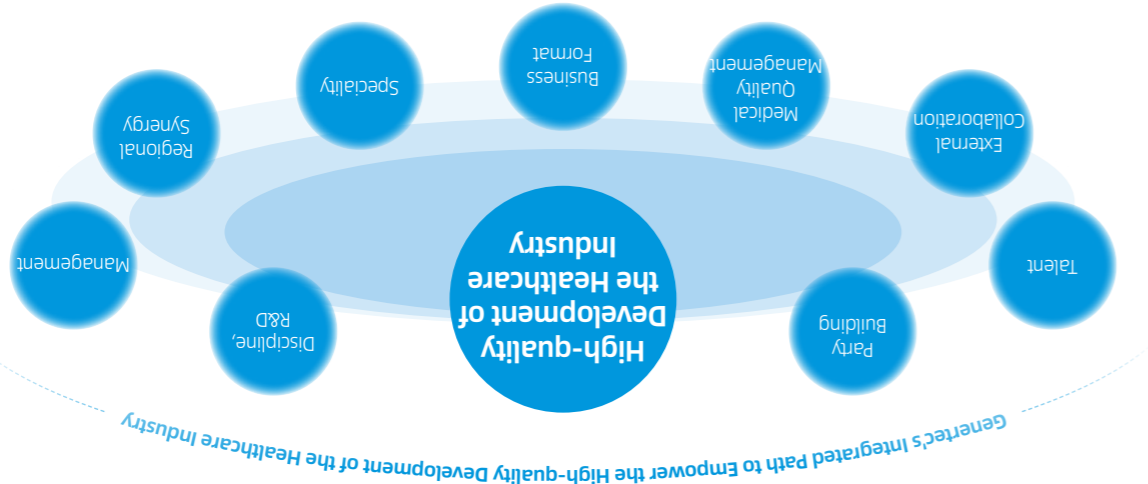 Genertec's Integrated Path to Empower the High-quality Development of the Healthcare Industry
Party
Building
High-quality
Development of
the Healthcare
Industry
Discipline,
R&D
Talent
Management
External
Collaboration
Medical
Quality
Management
Business
Format
Speciality
Regional
Synergy